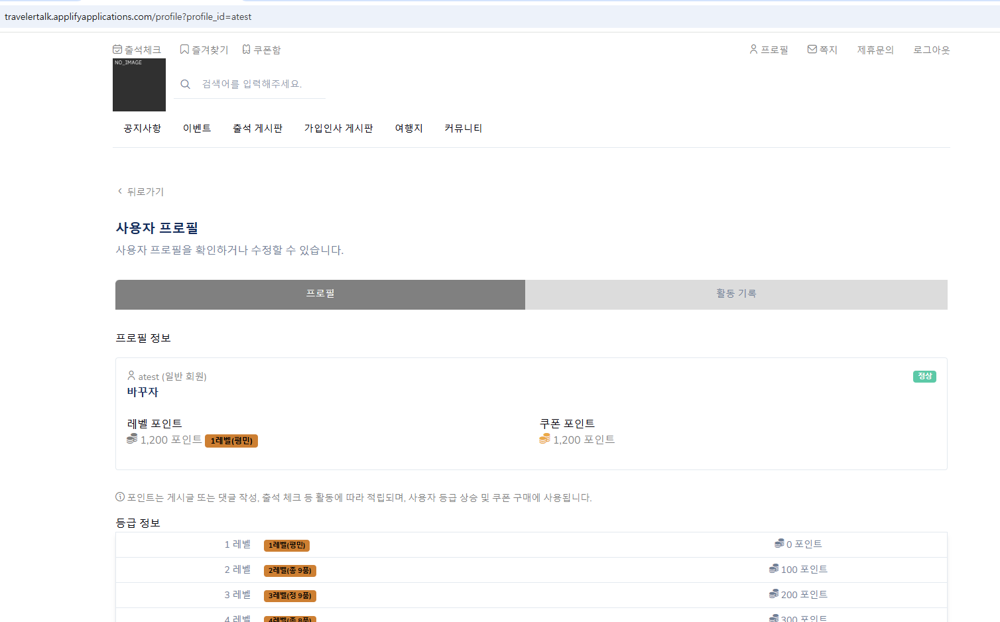 travelertalk.applifyapplications.com/profile?profile_id=atest
출석체크 즐겨찾기 쿠폰함 프로필 쪽지 제휴문의 로그아웃
NO_IMAGE
검색어를 입력해주세요.
공지사항 이벤트 출석 게시판 가입인사 게시판 여행지 커뮤니티
뒤로가기
사용자 프로필
사용자 프로필을 확인하거나 수정할 수 있습니다.
프로필 활동 기록
프로필 정보
atest (일반 회원) 정상
바꾸자
레벨 포인트 쿠폰 포인트
1,200 포인트 1레벨(평민) 1,200 포인트
포인트는 게시글 또는 댓글 작성, 출석 체크 등 활동에 따라 적립되며, 사용자 등급 상승 및 쿠폰 구매에 사용됩니다.
등급 정보
1 레벨 1레벨(평민) 0 포인트
2 레벨 2레벨(종 9품) 100 포인트
3 레벨 3레벨(정 9품) 200 포인트
4 레벨 4레벨(종 8품) 300 포인트